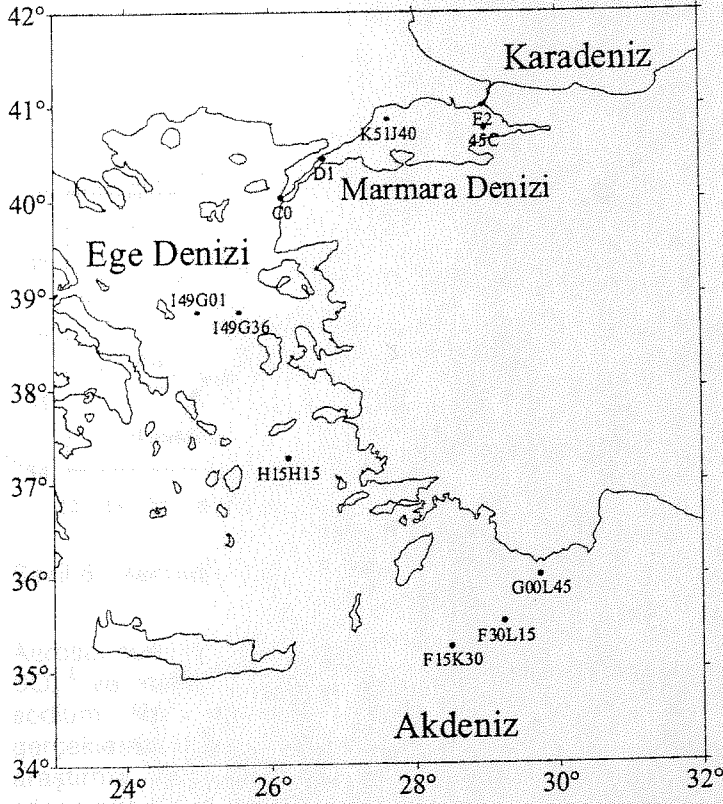 42°
Karadeniz
41°
K51J40
E2
45C
D1
Marmara Denizi
40°
C0
Ege Denizi
39°
I49G01
I49G36
38°
H15H15
37°
36°
G00L45
F30L15
35°
F15K30
Akdeniz
34°
24°
26°
28°
30°
32°